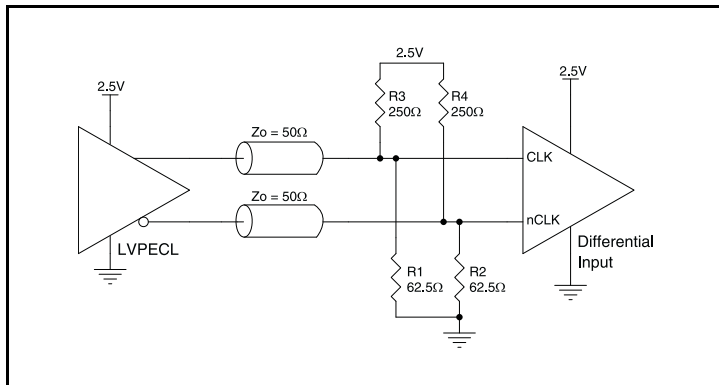 2.5V
2.5V
2.5V
R3
250Ω
R4
250Ω
Zo = 50Ω
CLK
Zo = 50Ω
nCLK
LVPECL
Differential
Input
R1
62.5Ω
R2
62.5Ω